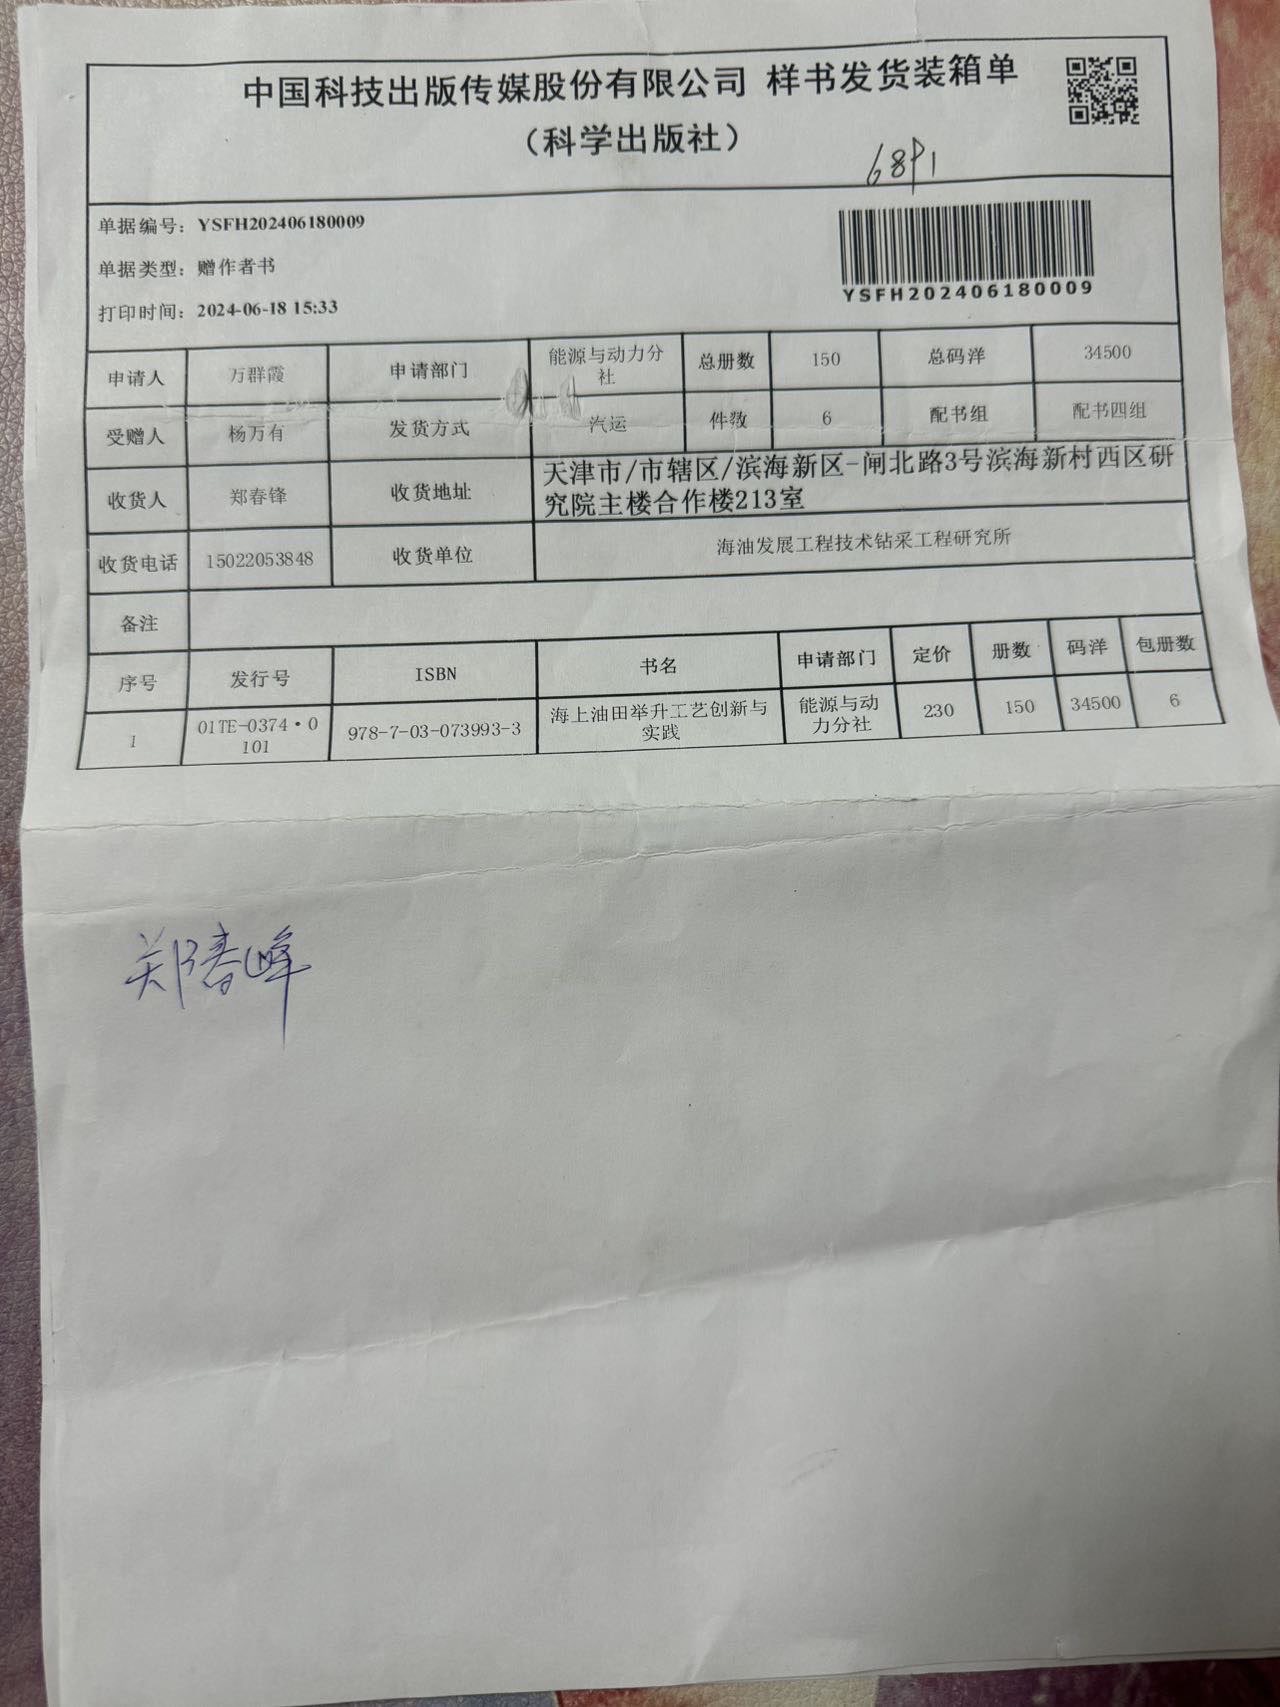 中国科技出版传媒股份有限公司 样书发货装箱单
（科学出版社）
单据编号：YSFH202406180009
单据类型：赠作者书
打印时间：2024-06-18 15:33
YSFH202406180009
申请人 万群霞 申请部门 能源与动力分社 总册数 150 总码洋 34500
受赠人 杨万有 发货方式 汽运 件数 6 配书组 配书四组
收货人 郑春锋 收货地址 天津市/市辖区/滨海新区-闸北路3号滨海新村西区研
究院主楼合作楼213室
收货电话 15022053848 收货单位 海油发展工程技术钻采工程研究所
备注
序号 发行号 ISBN 书名 申请部门 定价 册数 码洋 包册数
1 01TE-0374·0101 978-7-03-073993-3 海上油田举升工艺创新与实践 能源与动力分社 230 150 34500 6
郑春峰